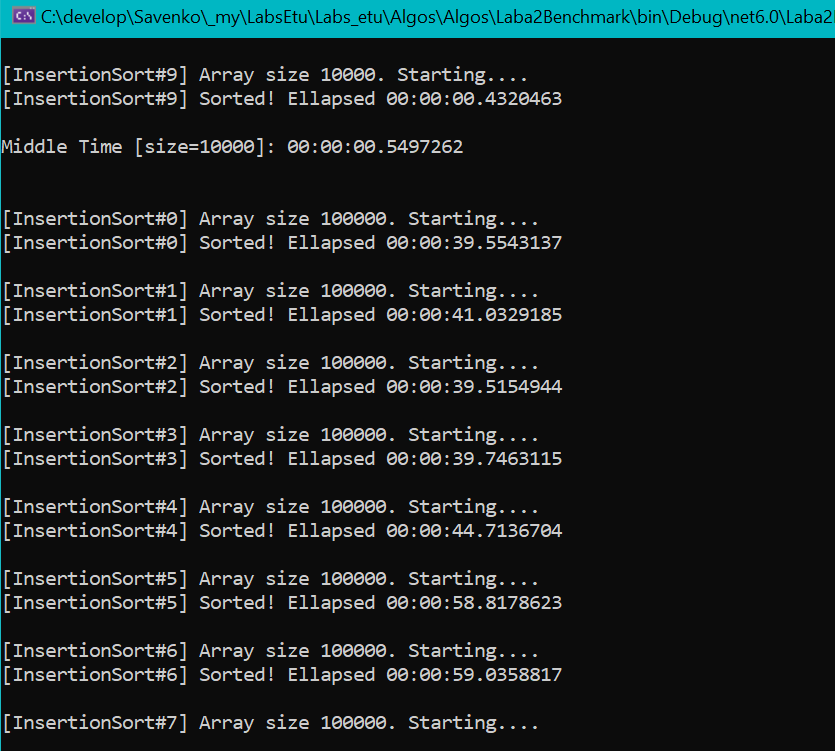 C:\develop\Savenko\_my\LabsEtu\Labs_etu\Algos\Algos\Laba2Benchmark\bin\Debug\net6.0\Laba2
[InsertionSort#9] Array size 10000. Starting....
[InsertionSort#9] Sorted! Ellapsed 00:00:00.4320463
Middle Time [size=10000]: 00:00:00.5497262
[InsertionSort#0] Array size 100000. Starting....
[InsertionSort#0] Sorted! Ellapsed 00:00:39.5543137
[InsertionSort#1] Array size 100000. Starting....
[InsertionSort#1] Sorted! Ellapsed 00:00:41.0329185
[InsertionSort#2] Array size 100000. Starting....
[InsertionSort#2] Sorted! Ellapsed 00:00:39.5154944
[InsertionSort#3] Array size 100000. Starting....
[InsertionSort#3] Sorted! Ellapsed 00:00:39.7463115
[InsertionSort#4] Array size 100000. Starting....
[InsertionSort#4] Sorted! Ellapsed 00:00:44.7136704
[InsertionSort#5] Array size 100000. Starting....
[InsertionSort#5] Sorted! Ellapsed 00:00:58.8178623
[InsertionSort#6] Array size 100000. Starting....
[InsertionSort#6] Sorted! Ellapsed 00:00:59.0358817
[InsertionSort#7] Array size 100000. Starting....